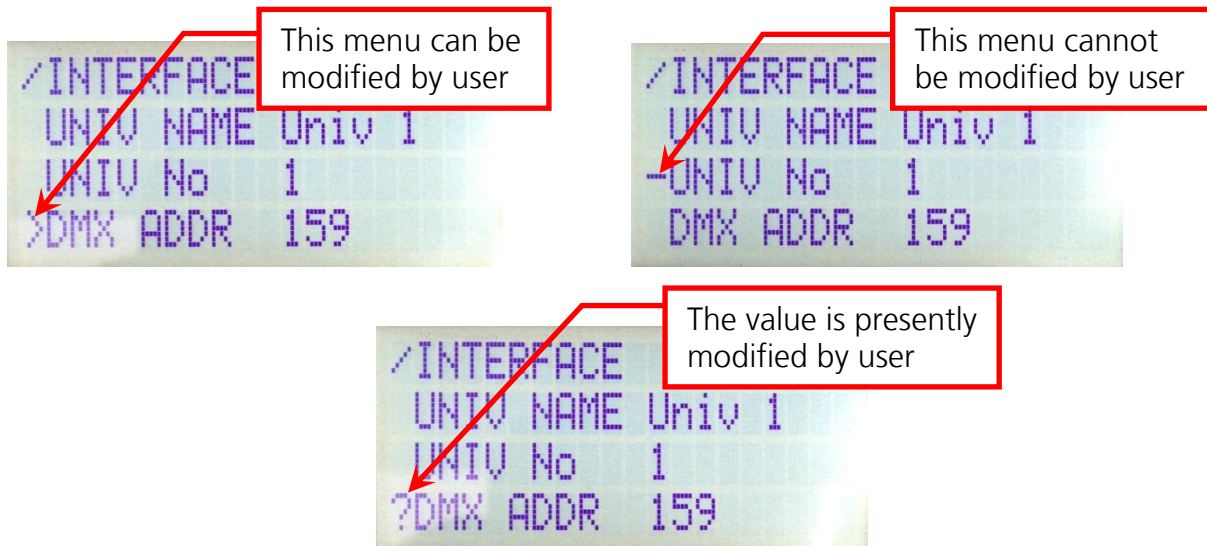 This menu can be
modified by user
/INTERFACE
UNIV NAME Univ 1
UNIV No 1
>DMX ADDR 159
This menu cannot
be modified by user
/INTERFACE
UNIV NAME Univ 1
-UNIV No 1
DMX ADDR 159
The value is presently
modified by user
/INTERFACE
UNIV NAME Univ 1
UNIV No 1
?DMX ADDR 159